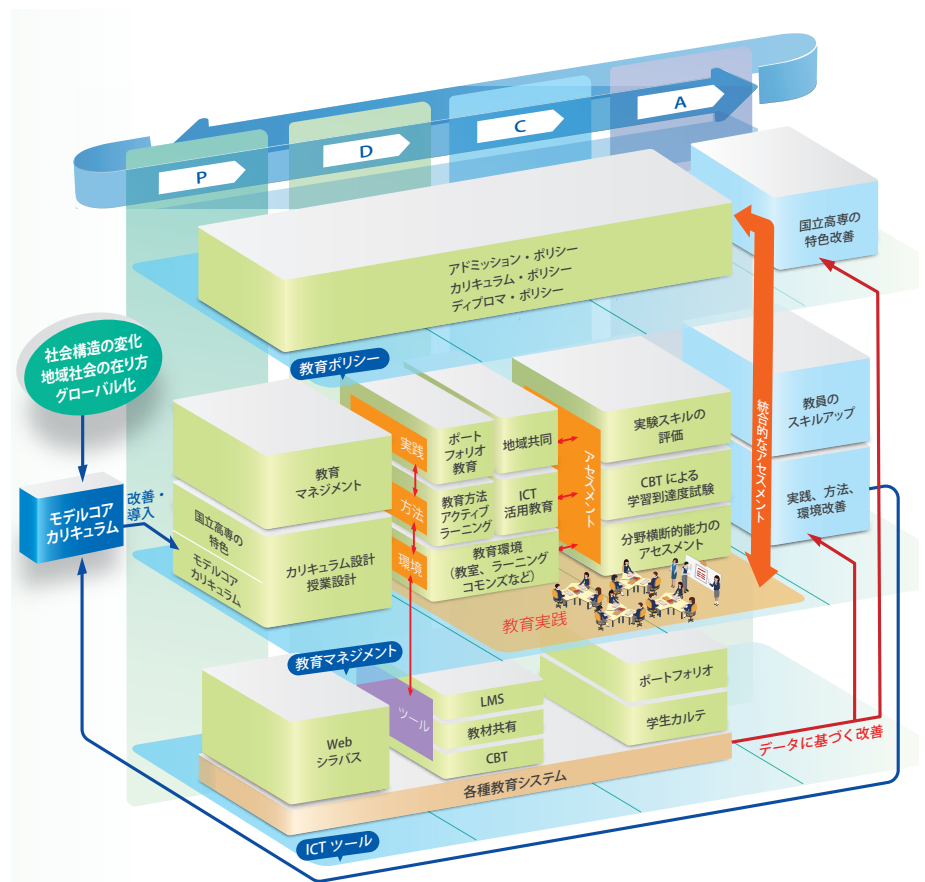 P
D
C
A
国立高専の
特色改善
アドミッション・ポリシー
カリキュラム・ポリシー
ディプロマ・ポリシー
社会構造の変化
地域社会の在り方
グローバル化
教育ポリシー
教育
マネジメント
実践
ポート
フォリオ
教育
地域共同
アセスメント
実験スキルの
評価
統合的なアセスメント
教員の
スキルアップ
方法
教育方法
アクティブ
ラーニング
ICT
活用教育
CBTによる
学習到達度試験
モデルコア
カリキュラム
改善・
導入
国立高専の
特色
モデルコア
カリキュラム
カリキュラム設計
授業設計
環境
教育環境
(教室、ラーニング
コモンズなど)
分野横断的能力の
アセスメント
実践、方法、
環境改善
教育実践
教育マネジメント
Web
シラバス
ツール
LMS
教材共有
CBT
ポートフォリオ
学生カルテ
データに基づく改善
各種教育システム
ICTツール